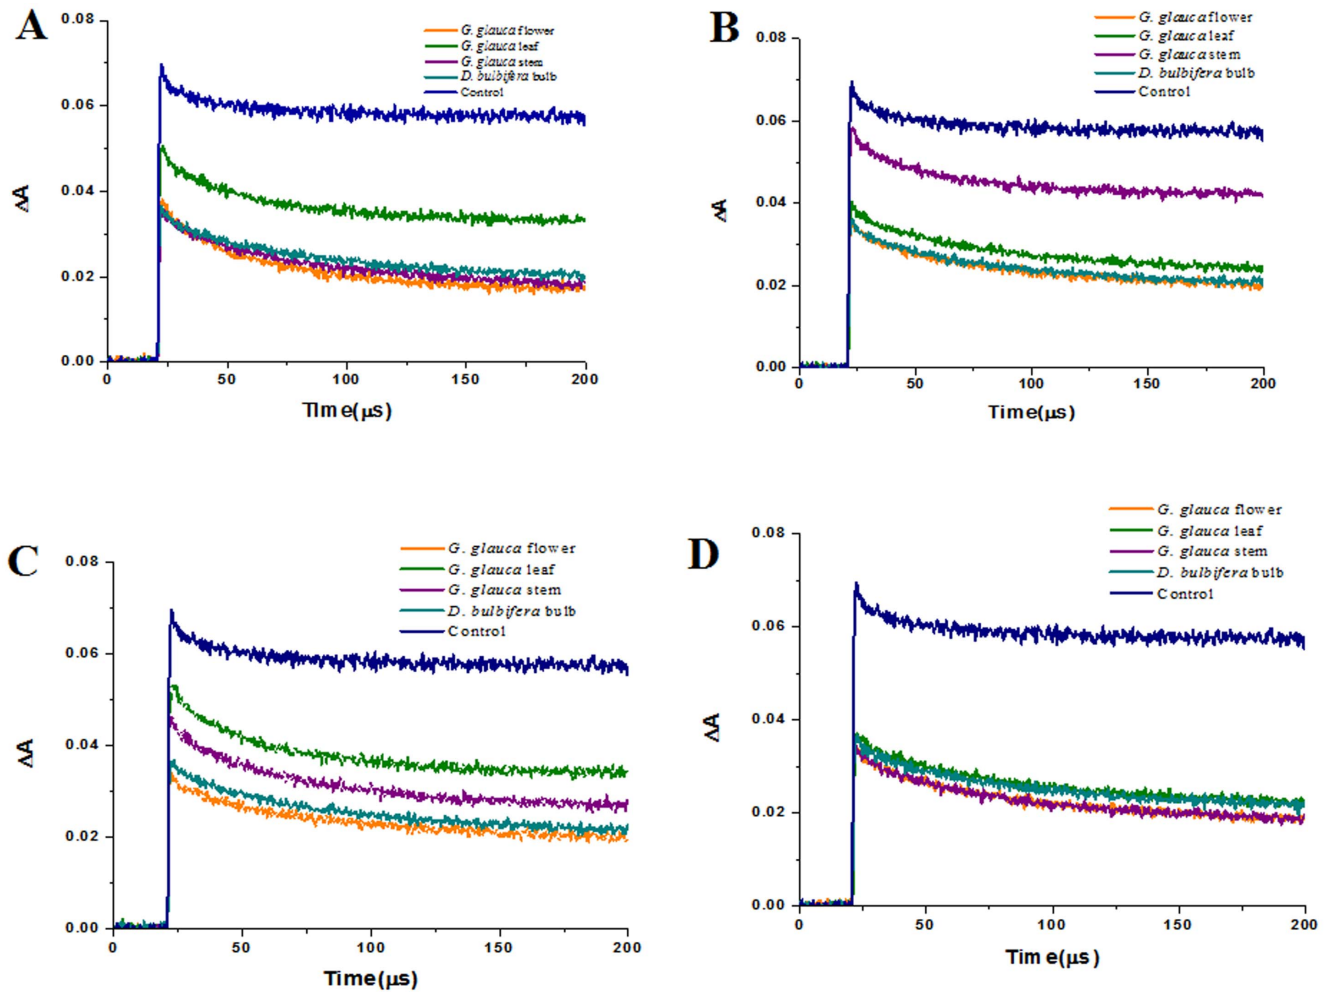 A
0.08
0.06
0.04
0.02
0.00
ΔA
0 50 100 150 200
Time(μs)
G. glauca flower
G. glauca leaf
G. glauca stem
D. bulbifera bulb
Control
B
0.08
0.06
0.04
0.02
0.00
ΔA
0 50 100 150 200
Time(μs)
G. glauca flower
G. glauca leaf
G. glauca stem
D. bulbifera bulb
Control
C
0.08
0.06
0.04
0.02
0.00
ΔA
0 50 100 150 200
Time(μs)
G. glauca flower
G. glauca leaf
G. glauca stem
D. bulbifera bulb
Control
D
0.08
0.06
0.04
0.02
0.00
ΔA
0 50 100 150 200
Time(μs)
G. glauca flower
G. glauca leaf
G. glauca stem
D. bulbifera bulb
Control